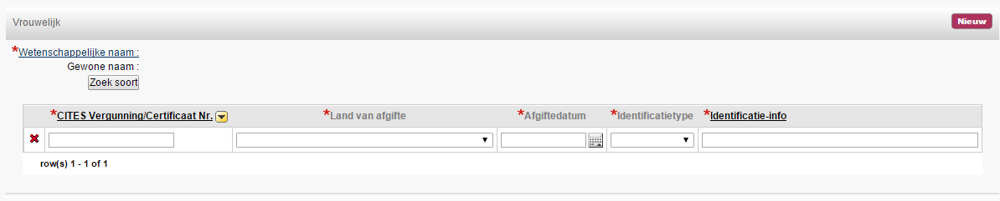 Vrouwelijk Nieuw
*Wetenschappelijke naam :
Gewone naam :
Zoek soort
*CITES Vergunning/Certificaat Nr. *Land van afgifte *Afgiftedatum *Identificatietype *Identificatie-info
row(s) 1 - 1 of 1